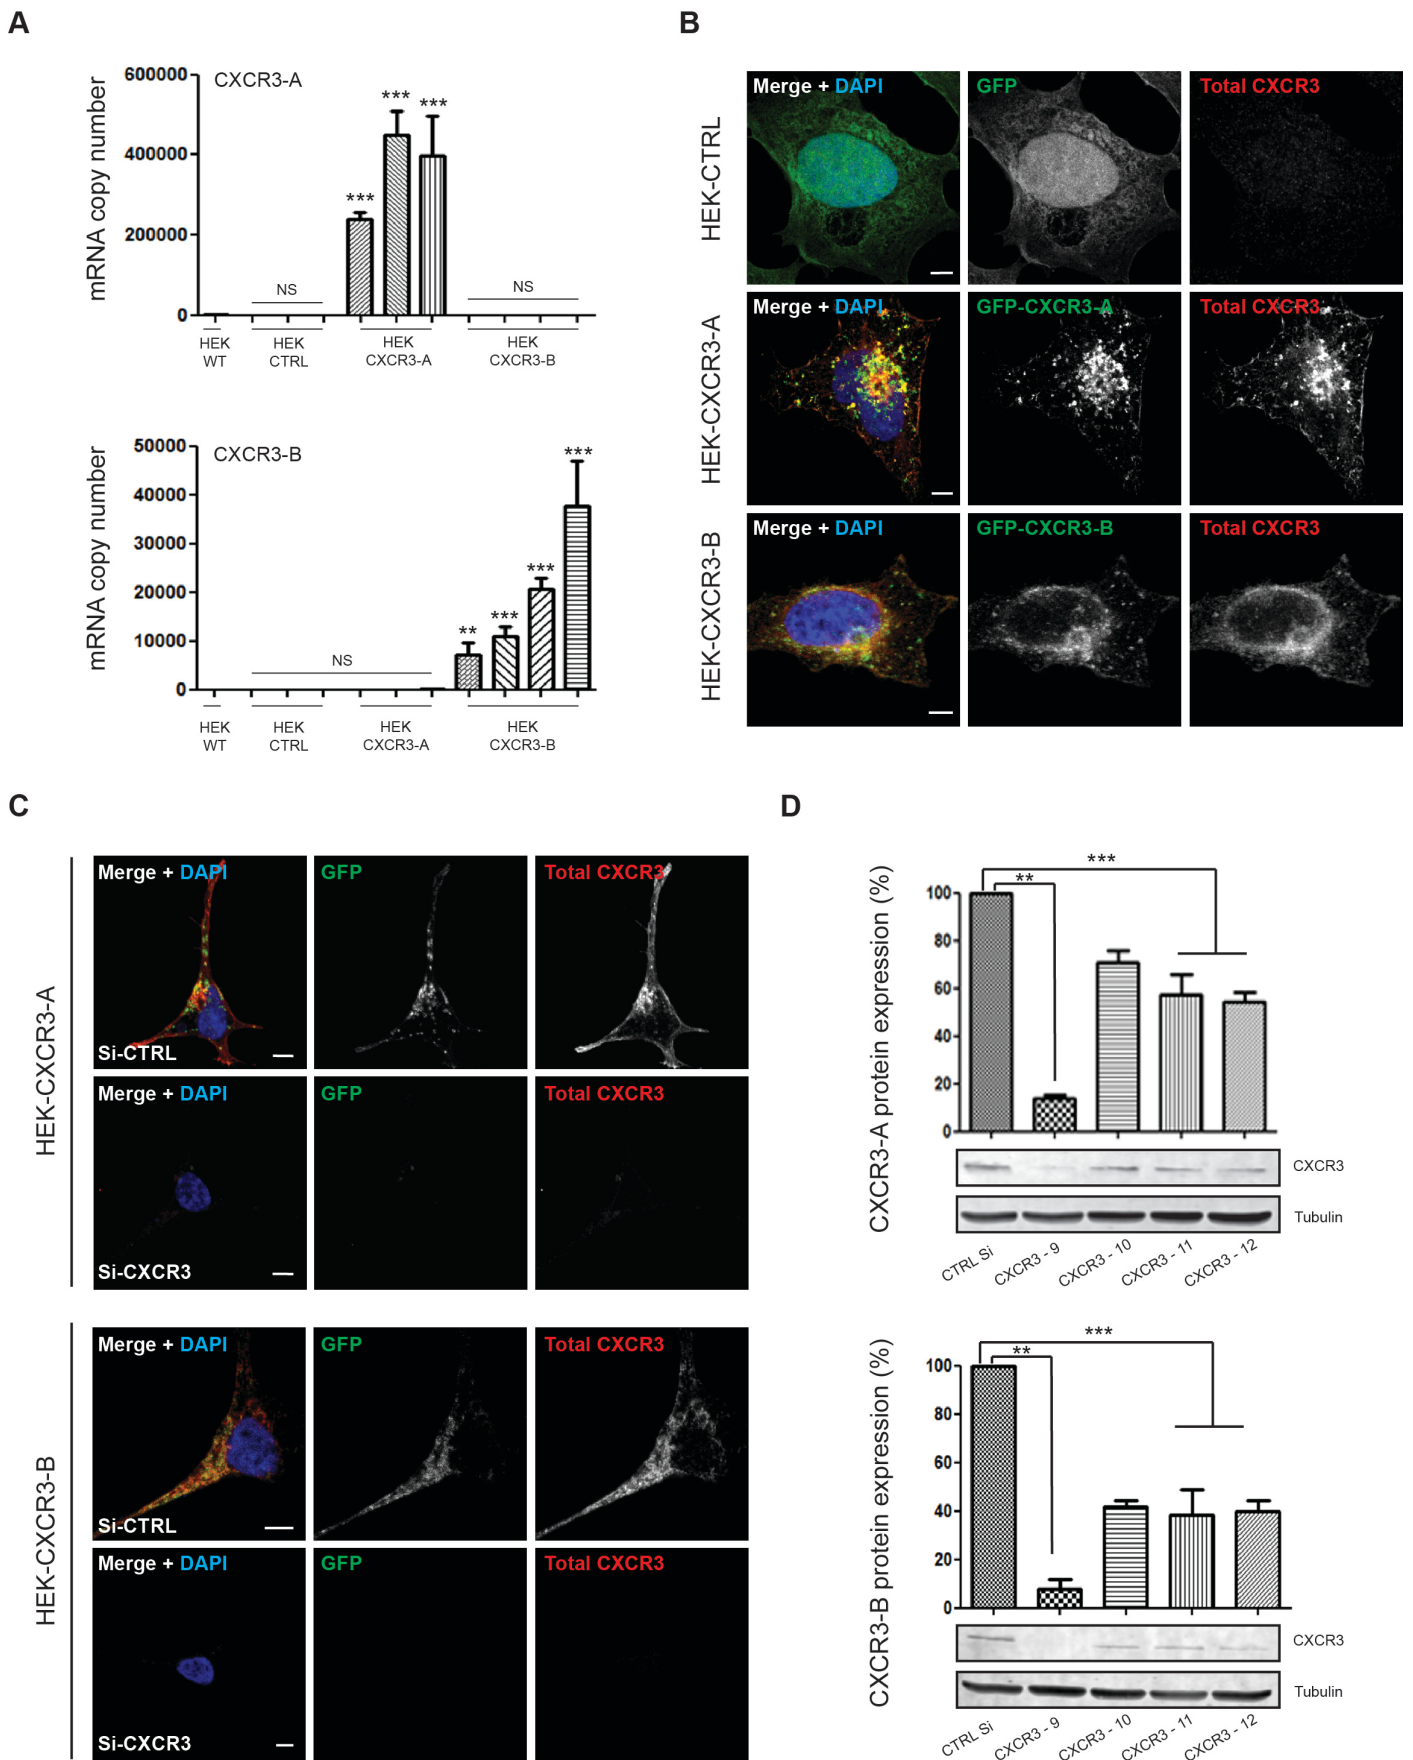 A
CXCR3-A
mRNA copy number
600000
400000
200000
0
***
***
***
NS
NS
HEK
WT
HEK
CTRL
HEK
CXCR3-A
HEK
CXCR3-B
CXCR3-B
mRNA copy number
50000
40000
30000
20000
10000
0
NS
**
***
***
***
HEK
WT
HEK
CTRL
HEK
CXCR3-A
HEK
CXCR3-B
B
HEK-CTRL
Merge + DAPI
GFP
Total CXCR3
HEK-CXCR3-A
Merge + DAPI
GFP-CXCR3-A
Total CXCR3
HEK-CXCR3-B
Merge + DAPI
GFP-CXCR3-B
Total CXCR3
C
HEK-CXCR3-A
Merge + DAPI
GFP
Total CXCR3
Si-CTRL
Merge + DAPI
GFP
Total CXCR3
Si-CXCR3
HEK-CXCR3-B
Merge + DAPI
GFP
Total CXCR3
Si-CTRL
Merge + DAPI
GFP
Total CXCR3
Si-CXCR3
D
CXCR3-A protein expression (%)
***
**
100
80
60
40
20
0
CXCR3
Tubulin
CTRL Si
CXCR3 - 9
CXCR3 - 10
CXCR3 - 11
CXCR3 - 12
CXCR3-B protein expression (%)
***
**
100
80
60
40
20
0
CXCR3
Tubulin
CTRL Si
CXCR3 - 9
CXCR3 - 10
CXCR3 - 11
CXCR3 - 12